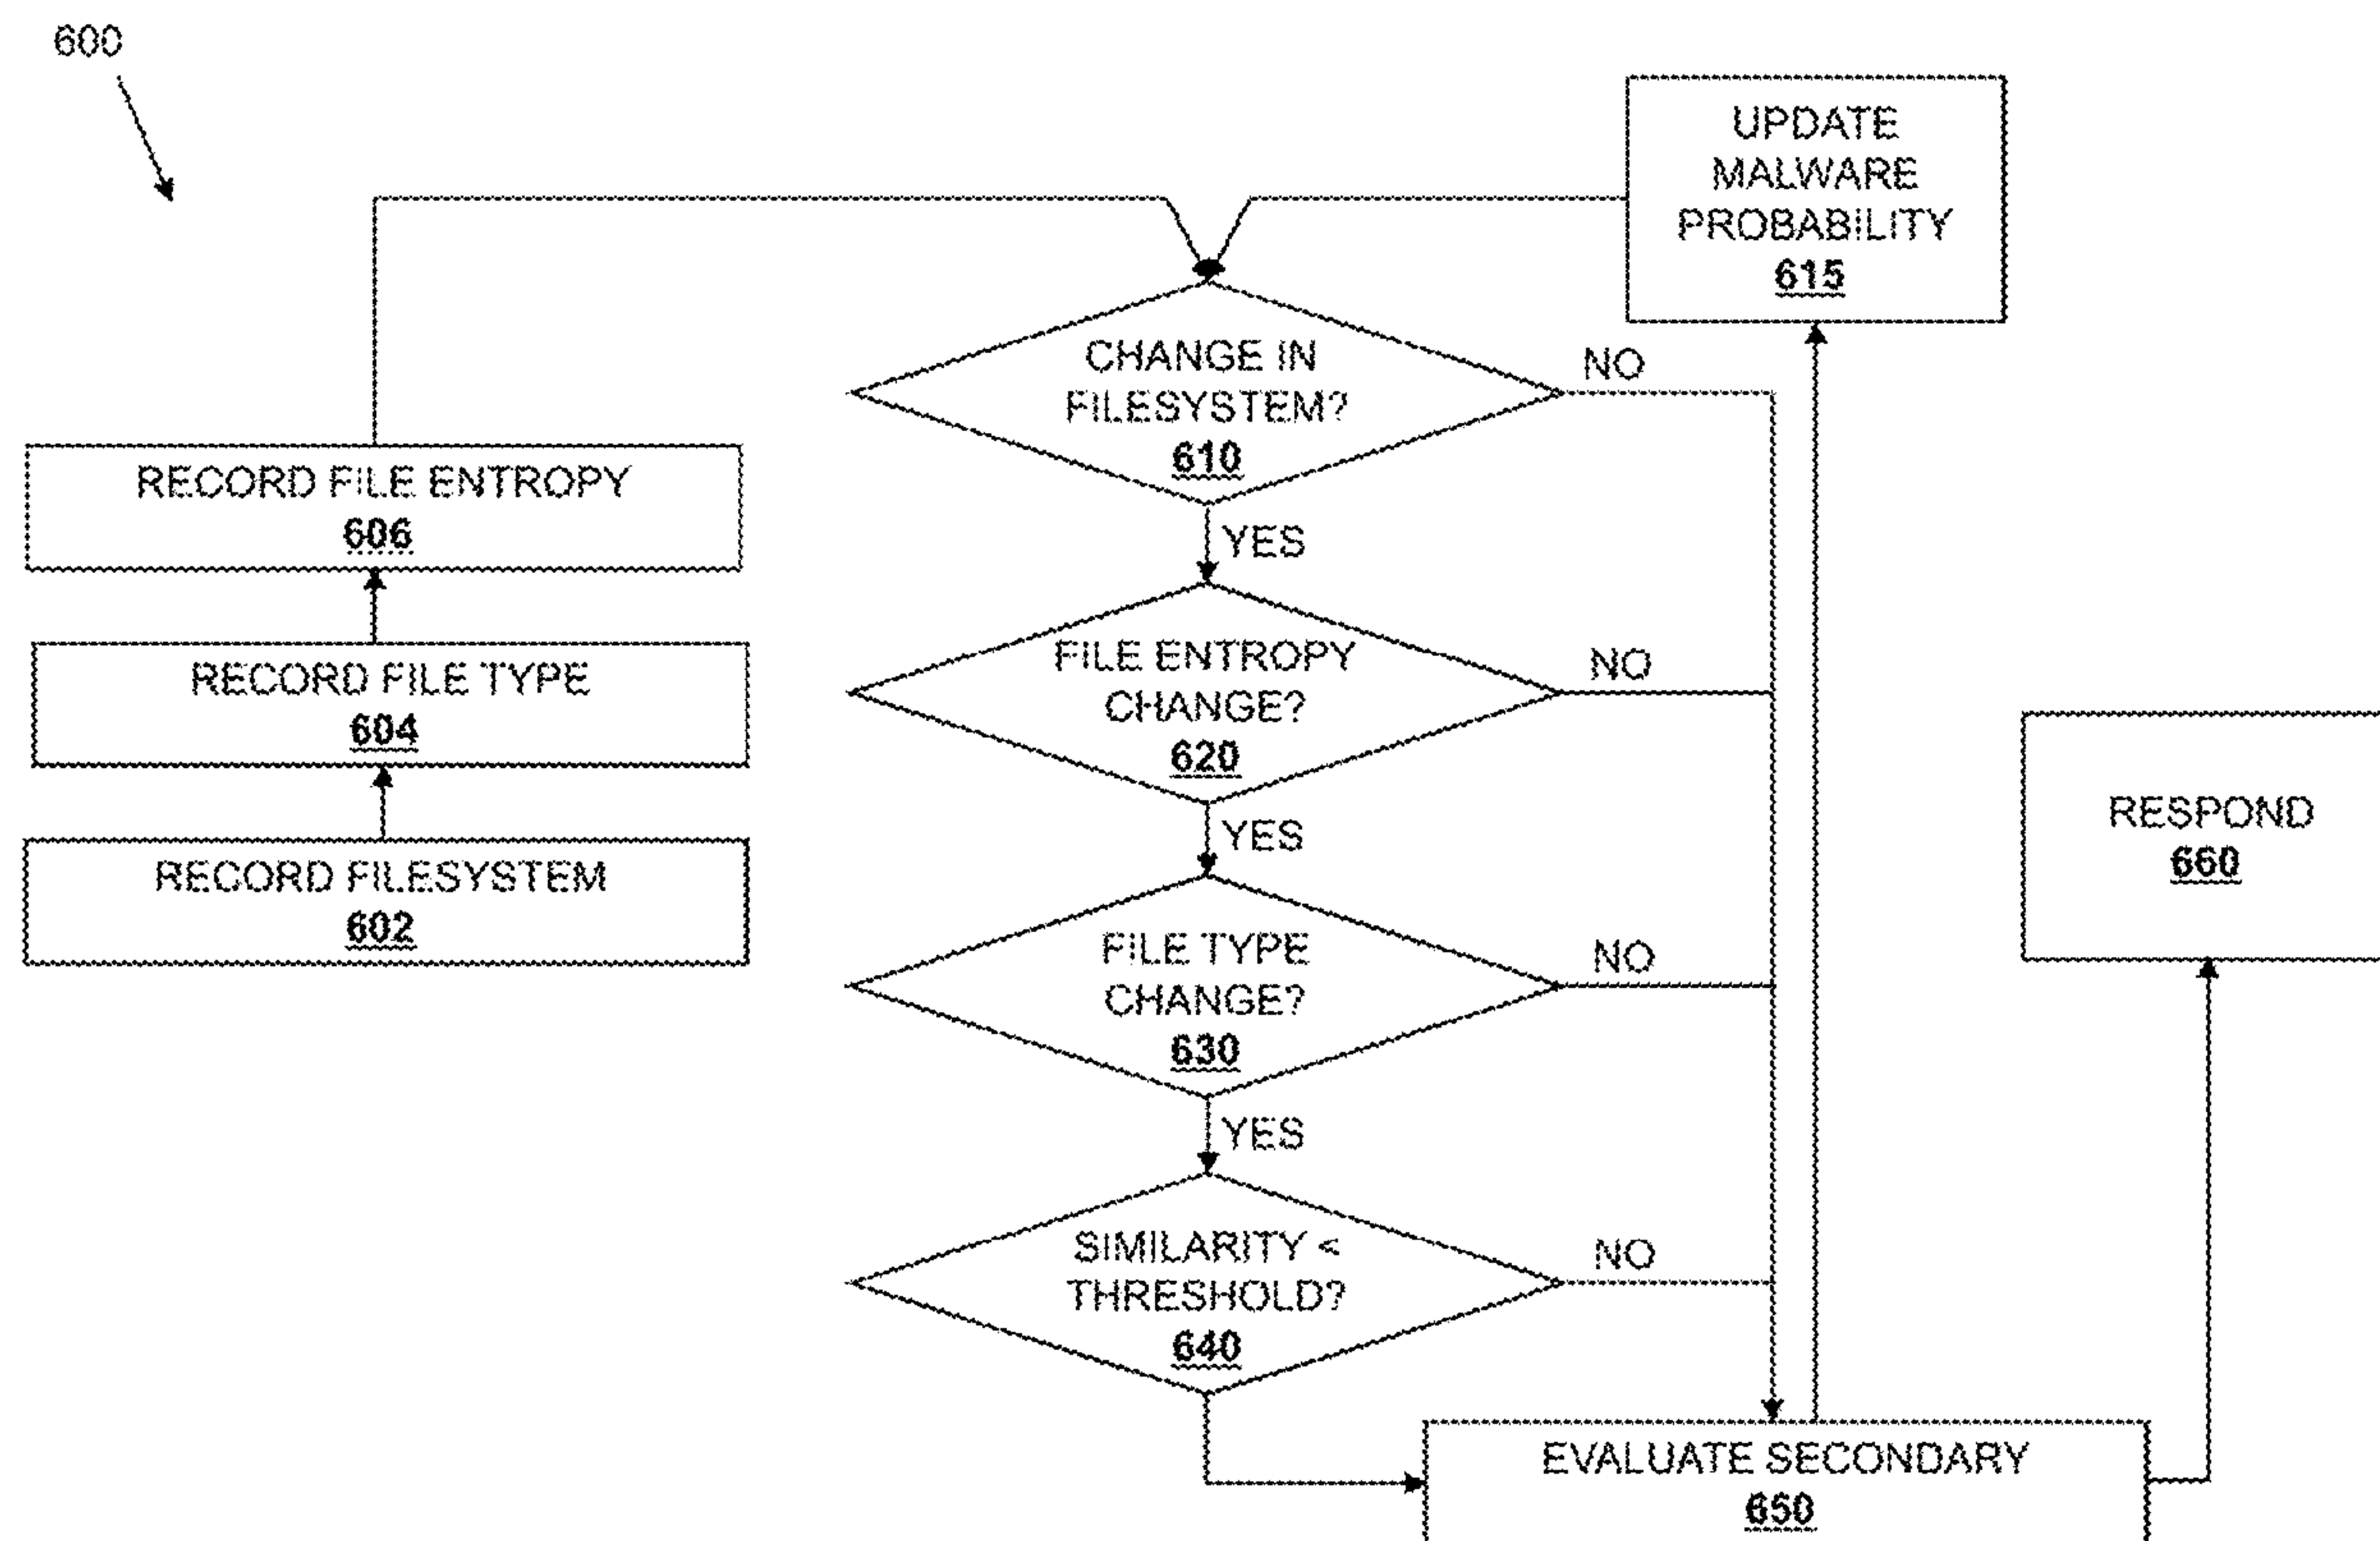 600
UPDATE
MALWARE
PROBABILITY
615
CHANGE IN
FILESYSTEM?
610
NO
YES
RECORD FILE ENTROPY
606
RECORD FILE TYPE
604
RECORD FILESYSTEM
602
FILE ENTROPY
CHANGE?
620
NO
YES
FILE TYPE
CHANGE?
630
NO
YES
SIMILARITY <
THRESHOLD?
640
NO
RESPOND
660
EVALUATE SECONDARY
650